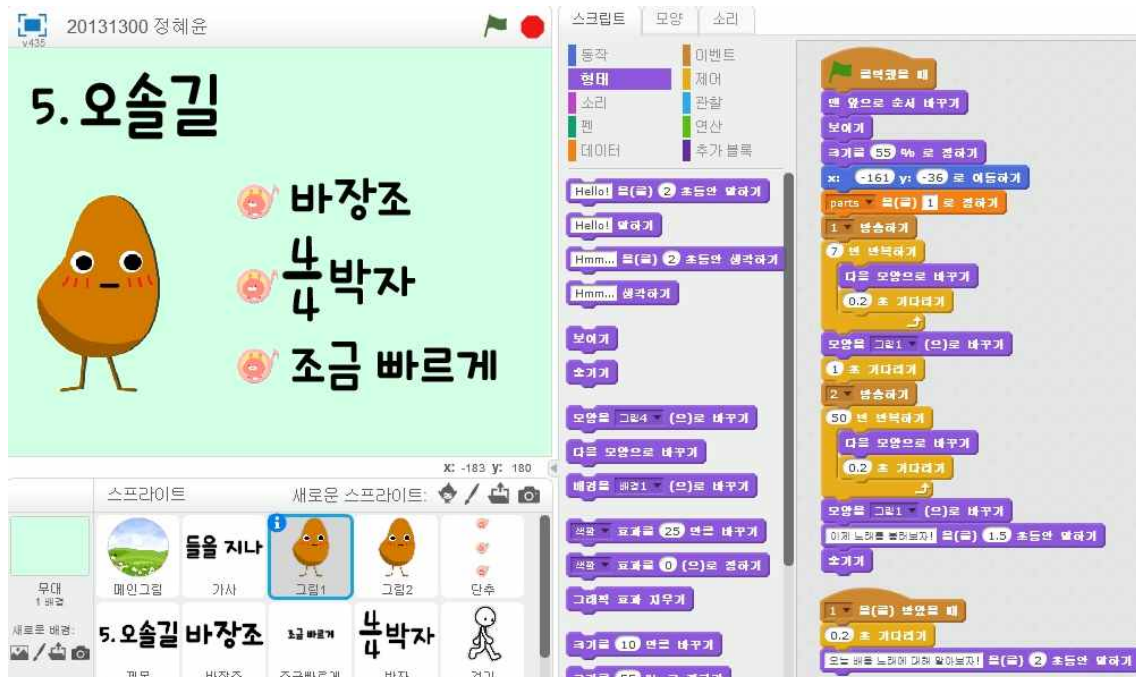 20131300 정혜윤
v435
5. 오솔길
바장조
4/4 박자
조금 빠르게
X: -183 y: 180
스프라이트
새로운 스프라이트:
무대
1 배경
새로운 배경:
메인그림
들을 지나
가사
그림1
그림2
단추
5. 오솔길
제목
바장조
바장조
조금 빠르게
조금빠르게
4/4 박자
박자
걷기
스크립트
모양
소리
동작
형태
소리
펜
데이터
이벤트
제어
관찰
연산
추가 블록
Hello! 을(를) 2 초동안 말하기
Hello! 말하기
Hmm... 을(를) 2 초동안 생각하기
Hmm... 생각하기
보이기
숨기기
모양을 그림4 (으)로 바꾸기
다음 모양으로 바꾸기
배경을 배경1 (으)로 바꾸기
색깔 효과를 25 만큼 바꾸기
색깔 효과를 0 (으)로 정하기
그래픽 효과 지우기
크기를 10 만큼 바꾸기
크기를 55 % 로 정하기
클릭했을 때
맨 앞으로 순서 바꾸기
보이기
크기를 55 % 로 정하기
x: -161 y: -36 로 이동하기
parts 을(를) 1 로 정하기
1 방송하기
7 번 반복하기
다음 모양으로 바꾸기
0.2 초 기다리기
모양을 그림1 (으)로 바꾸기
1 초 기다리기
2 방송하기
50 번 반복하기
다음 모양으로 바꾸기
0.2 초 기다리기
모양을 그림1 (으)로 바꾸기
이제 노래를 불러보자! 을(를) 1.5 초동안 말하기
숨기기
1 을(를) 받았을 때
0.2 초 기다리기
오늘 배울 노래에 대해 알아보자! 을(를) 2 초동안 말하기